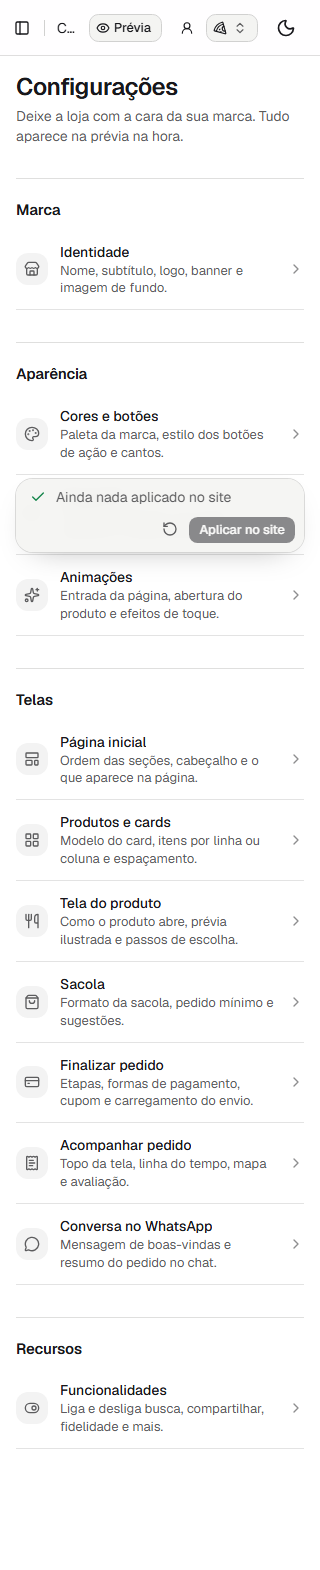 C...
Prévia
Configurações
Deixe a loja com a cara da sua marca. Tudo
aparece na prévia na hora.
Marca
Identidade
Nome, subtítulo, logo, banner e
imagem de fundo.
Aparência
Cores e botões
Paleta da marca, estilo dos botões
de ação e cantos.
Ainda nada aplicado no site
Aplicar no site
Animações
Entrada da página, abertura do
produto e efeitos de toque.
Telas
Página inicial
Ordem das seções, cabeçalho e o
que aparece na página.
Produtos e cards
Modelo do card, itens por linha ou
coluna e espaçamento.
Tela do produto
Como o produto abre, prévia
ilustrada e passos de escolha.
Sacola
Formato da sacola, pedido mínimo e
sugestões.
Finalizar pedido
Etapas, formas de pagamento,
cupom e carregamento do envio.
Acompanhar pedido
Topo da tela, linha do tempo, mapa
e avaliação.
Conversa no WhatsApp
Mensagem de boas-vindas e
resumo do pedido no chat.
Recursos
Funcionalidades
Liga e desliga busca, compartilhar,
fidelidade e mais.